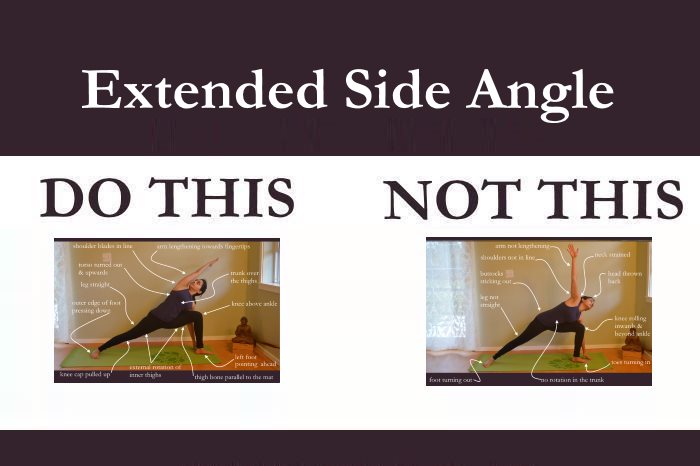 Extended Side Angle
DO THIS
NOT THIS
shoulder blades in line
arm lengthening towards fingertips
torso turned out
& upwards
trunk over
the thighs
leg straight
outer edge of foot
pressing down
knee above ankle
left foot
pointing ahead
external rotation of
inner thighs
knee cap pulled up
thigh bone parallel to the mat
arm not lengthening
shoulders not in line
neck strained
buttocks
sticking out
head thrown
back
leg not
straight
knee rolling
inwards &
beyond ankle
toes turning in
foot turning out
no rotation in the trunk